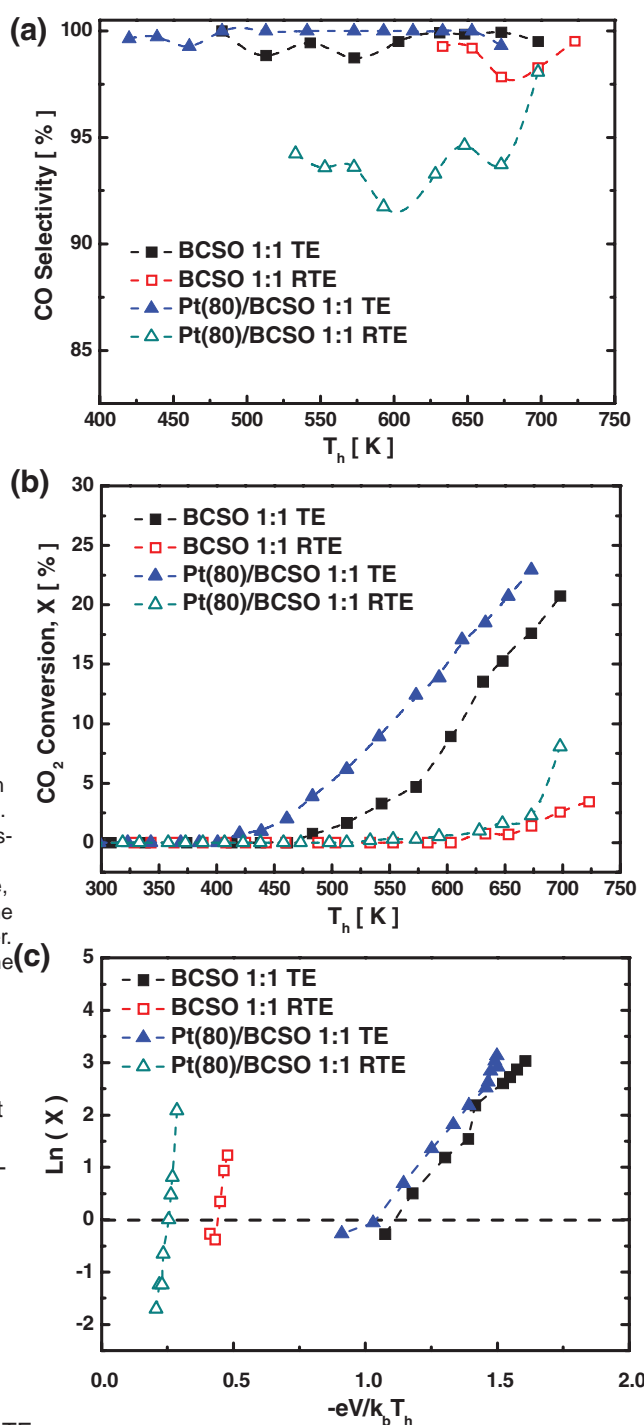 (a)
100
95
90
85
CO Selectivity [ % ]
BCSO 1:1 TE
BCSO 1:1 RTE
Pt(80)/BCSO 1:1 TE
Pt(80)/BCSO 1:1 RTE
400 450 500 550 600 650 700 750
T_h [ K ]
(b)
30
25
20
15
10
5
0
CO₂ Conversion, X [ % ]
BCSO 1:1 TE
BCSO 1:1 RTE
Pt(80)/BCSO 1:1 TE
Pt(80)/BCSO 1:1 RTE
300 350 400 450 500 550 600 650 700 750
T_h [ K ]
(c)
5
4
3
2
1
0
-1
-2
Ln ( X )
BCSO 1:1 TE
BCSO 1:1 RTE
Pt(80)/BCSO 1:1 TE
Pt(80)/BCSO 1:1 RTE
0.0 0.5 1.0 1.5 2.0
-eV/k_bT_h